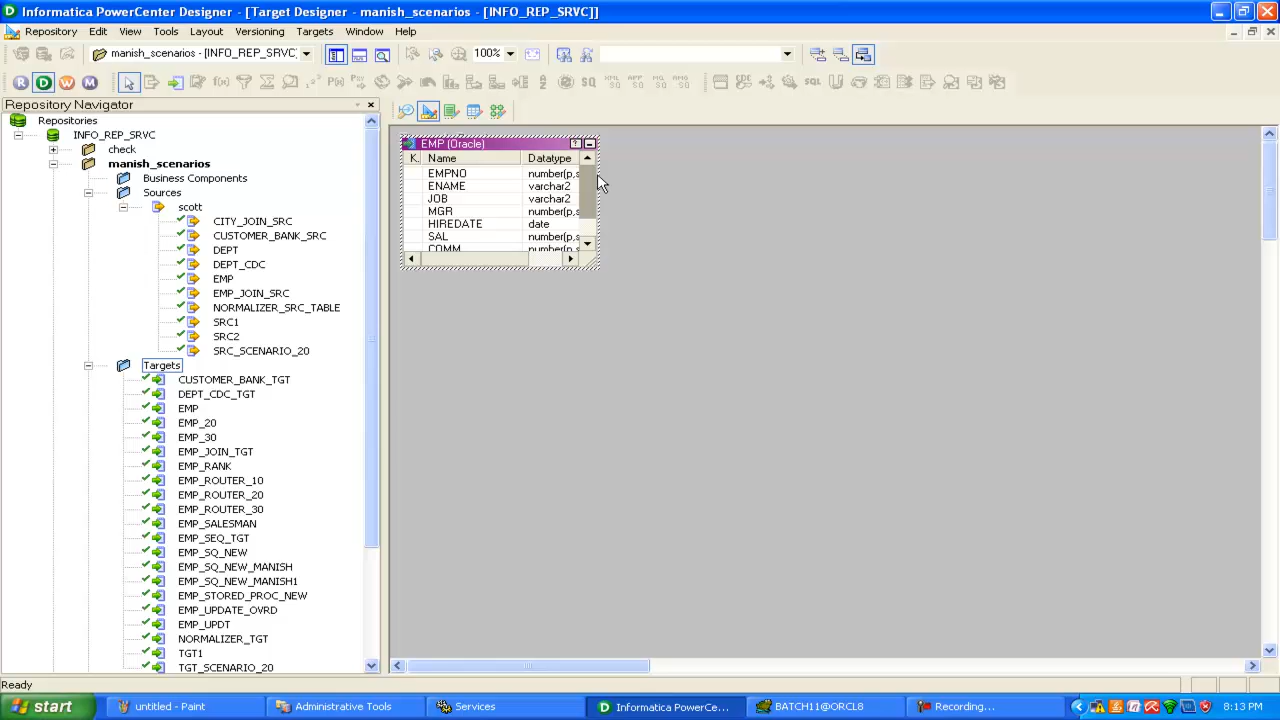 Informatica PowerCenter Designer - [Target Designer - manish_scenarios - [INFO_REP_SRVC]]
Repository Edit View Tools Layout Versioning Targets Window Help
manish_scenarios - [INFO_REP_SRVC] 100%
Repository Navigator
Repositories
INFO_REP_SRVC
check
manish_scenarios
Business Components
Sources
scott
CITY_JOIN_SRC
CUSTOMER_BANK_SRC
DEPT
DEPT_CDC
EMP
EMP_JOIN_SRC
NORMALIZER_SRC_TABLE
SRC1
SRC2
SRC_SCENARIO_20
Targets
CUSTOMER_BANK_TGT
DEPT_CDC_TGT
EMP
EMP_20
EMP_30
EMP_JOIN_TGT
EMP_RANK
EMP_ROUTER_10
EMP_ROUTER_20
EMP_ROUTER_30
EMP_SALESMAN
EMP_SEQ_TGT
EMP_SQ_NEW
EMP_SQ_NEW_MANISH
EMP_SQ_NEW_MANISH1
EMP_STORED_PROC_NEW
EMP_UPDATE_OVRD
EMP_UPDT
NORMALIZER_TGT
TGT1
TGT_SCENARIO_20
EMP (Oracle)
K. Name Datatype
EMPNO number(p,s
ENAME varchar2
JOB varchar2
MGR number(p,s
HIREDATE date
SAL number(p,s
COMM number(p,s
Ready
start untitled - Paint Administrative Tools Services Informatica PowerCe... BATCH11@ORCL8 Recording... 8:13 PM